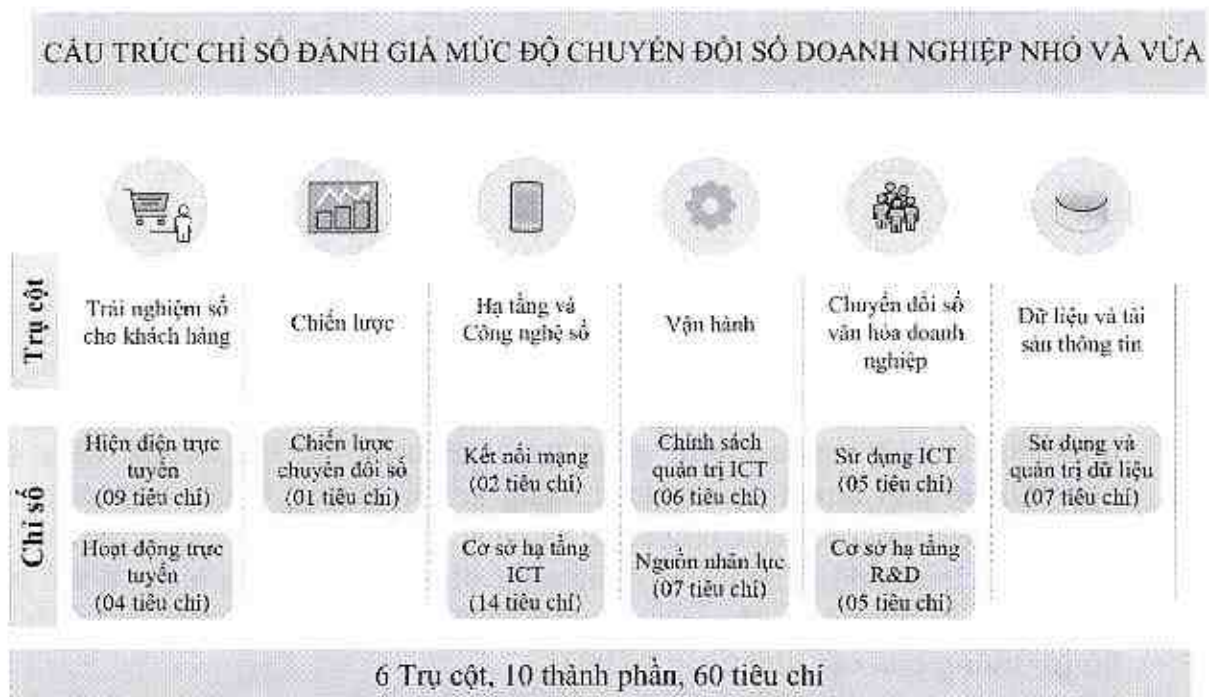 CẤU TRÚC CHỈ SỐ ĐÁNH GIÁ MỨC ĐỘ CHUYỂN ĐỔI SỐ DOANH NGHIỆP NHỎ VÀ VỪA
Trụ cột
Trải nghiệm số
cho khách hàng
Chiến lược
Hạ tầng và
Công nghệ số
Vận hành
Chuyển đổi số
văn hóa doanh
nghiệp
Dữ liệu và tài
sản thông tin
Chỉ số
Hiện diện trực
tuyến
(09 tiêu chí)
Chiến lược
chuyển đổi số
(01 tiêu chí)
Kết nối mạng
(02 tiêu chí)
Chính sách
quản trị ICT
(06 tiêu chí)
Sử dụng ICT
(05 tiêu chí)
Sử dụng và
quản trị dữ liệu
(07 tiêu chí)
Hoạt động trực
tuyến
(04 tiêu chí)
Cơ sở hạ tầng
ICT
(14 tiêu chí)
Nguồn nhân lực
(07 tiêu chí)
Cơ sở hạ tầng
R&D
(05 tiêu chí)
6 Trụ cột, 10 thành phần, 60 tiêu chí